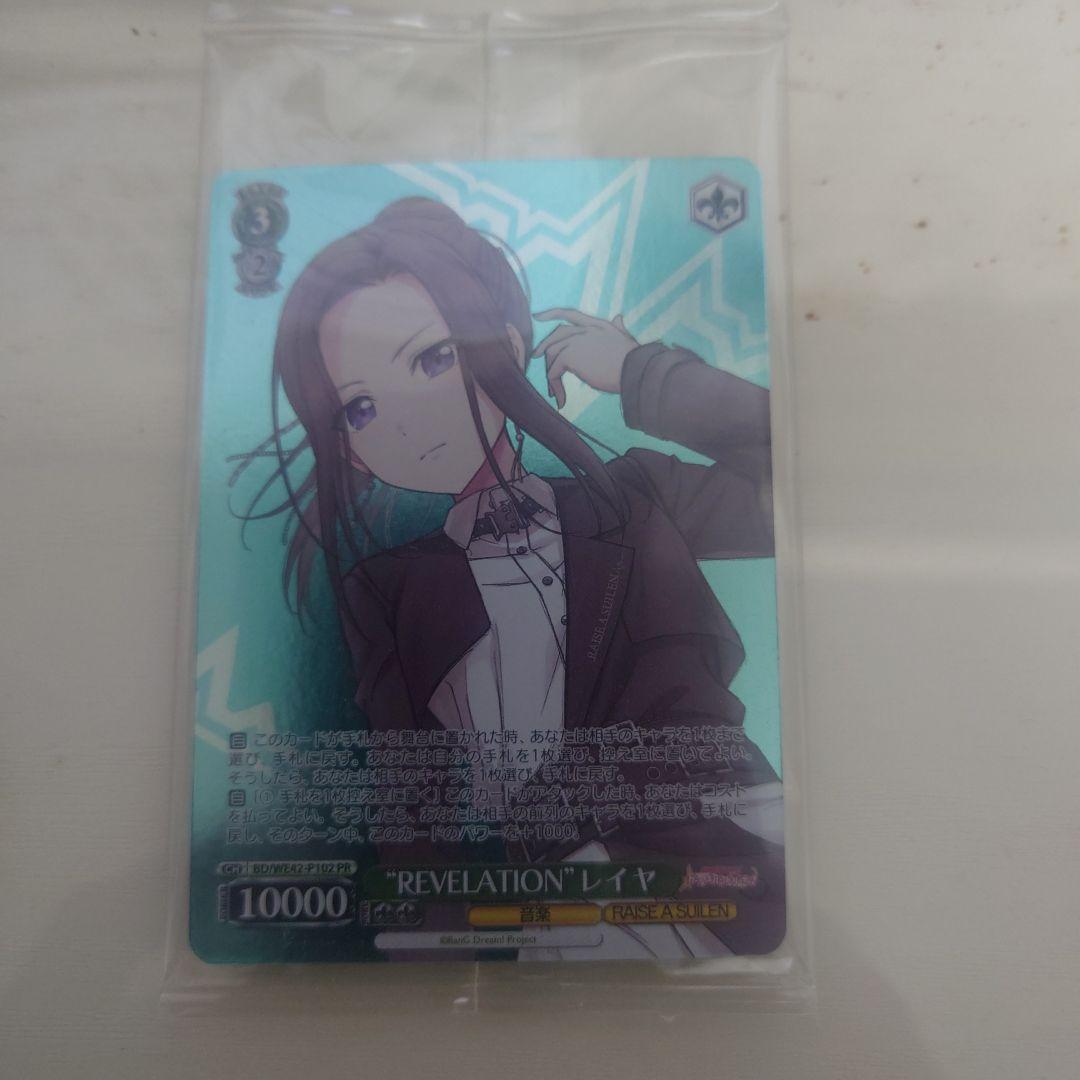 3
2
RAISE A SUILEN
自 このカードが手札から舞台に置かれた時、あなたは相手のキャラを1枚まで
選び、手札に戻す。あなたは自分の手札を1枚選び、控え室に置いてよい。
そうしたら、あなたは相手のキャラを1枚選び、手札に戻す。
自 [① 手札を1枚控え室に置く] このカードがアタックした時、あなたはコスト
を払ってよい。そうしたら、あなたは相手の前列のキャラを1枚選び、手札に
戻し、そのターン中、このカードのパワーを+1000。
CH BD/WE42-P102 PR
“REVELATION”レイヤ
10000
音楽 RAISE A SUILEN
©BanG Dream! Project